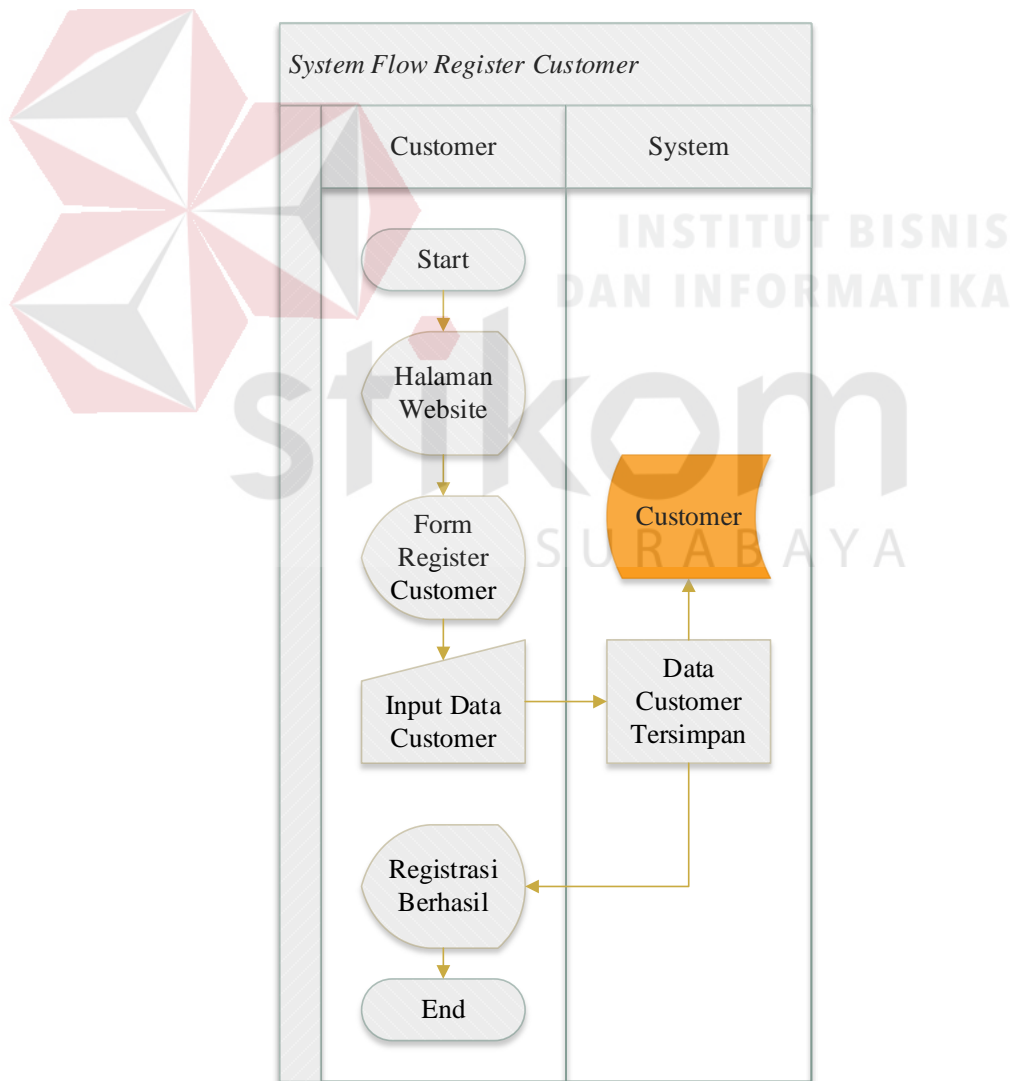 System Flow Register Customer
Customer
System
INSTITUT BISNIS
DAN INFORMATIKA
stikom
SURABAYA
Start
Halaman
Website
Form
Register
Customer
Customer
Input Data
Customer
Data
Customer
Tersimpan
Registrasi
Berhasil
End